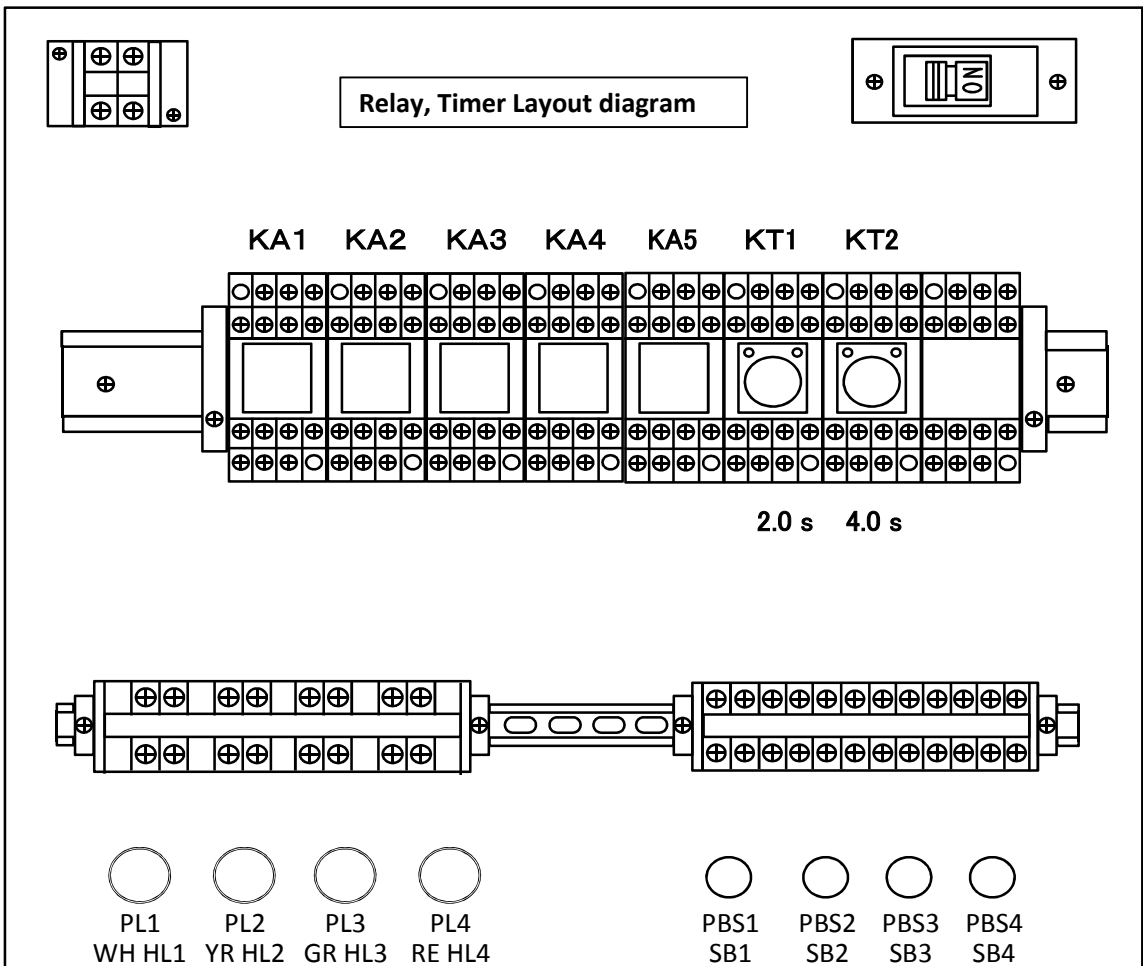 Relay, Timer Layout diagram
ON
KA1 KA2 KA3 KA4 KA5 KT1 KT2
2.0 s 4.0 s
PL1 PL2 PL3 PL4 PBS1 PBS2 PBS3 PBS4
WH HL1 YR HL2 GR HL3 RE HL4 SB1 SB2 SB3 SB4